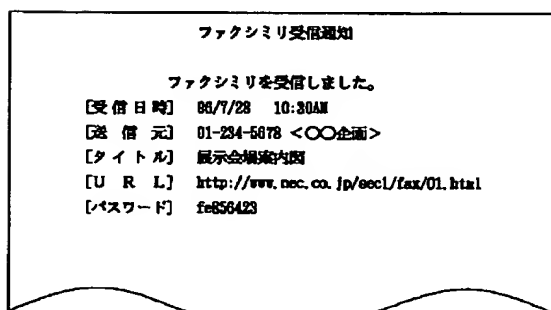 ファクシミリ受信通知
ファクシミリを受信しました。
[受信日時] 96/7/28 10:30AM
[送 信 元] 01-234-5678 <〇〇企画>
[タイトル] 展示会場案内図
[U R L] http://www.nec.co.jp/secl/fax/01.html
[パスワード] fe856423